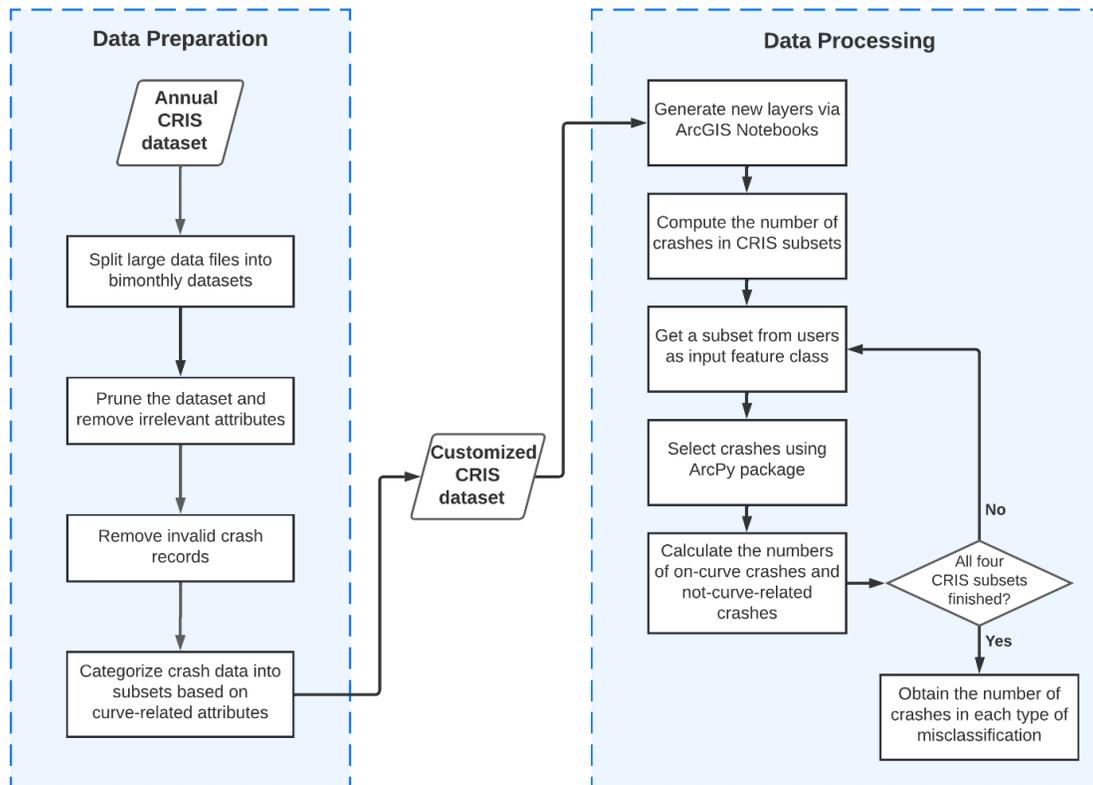 Data Preparation
Annual
CRIS
dataset
Split large data files into
bimonthly datasets
Prune the dataset and
remove irrelevant attributes
Remove invalid crash
records
Categorize crash data into
subsets based on
curve-related attributes
Customized
CRIS
dataset
Data Processing
Generate new layers via
ArcGIS Notebooks
Compute the number of
crashes in CRIS subsets
Get a subset from users
as input feature class
Select crashes using
ArcPy package
Calculate the numbers
of on-curve crashes and
not-curve-related
crashes
All four
CRIS subsets
finished?
No
Yes
Obtain the number of
crashes in each type of
misclassification